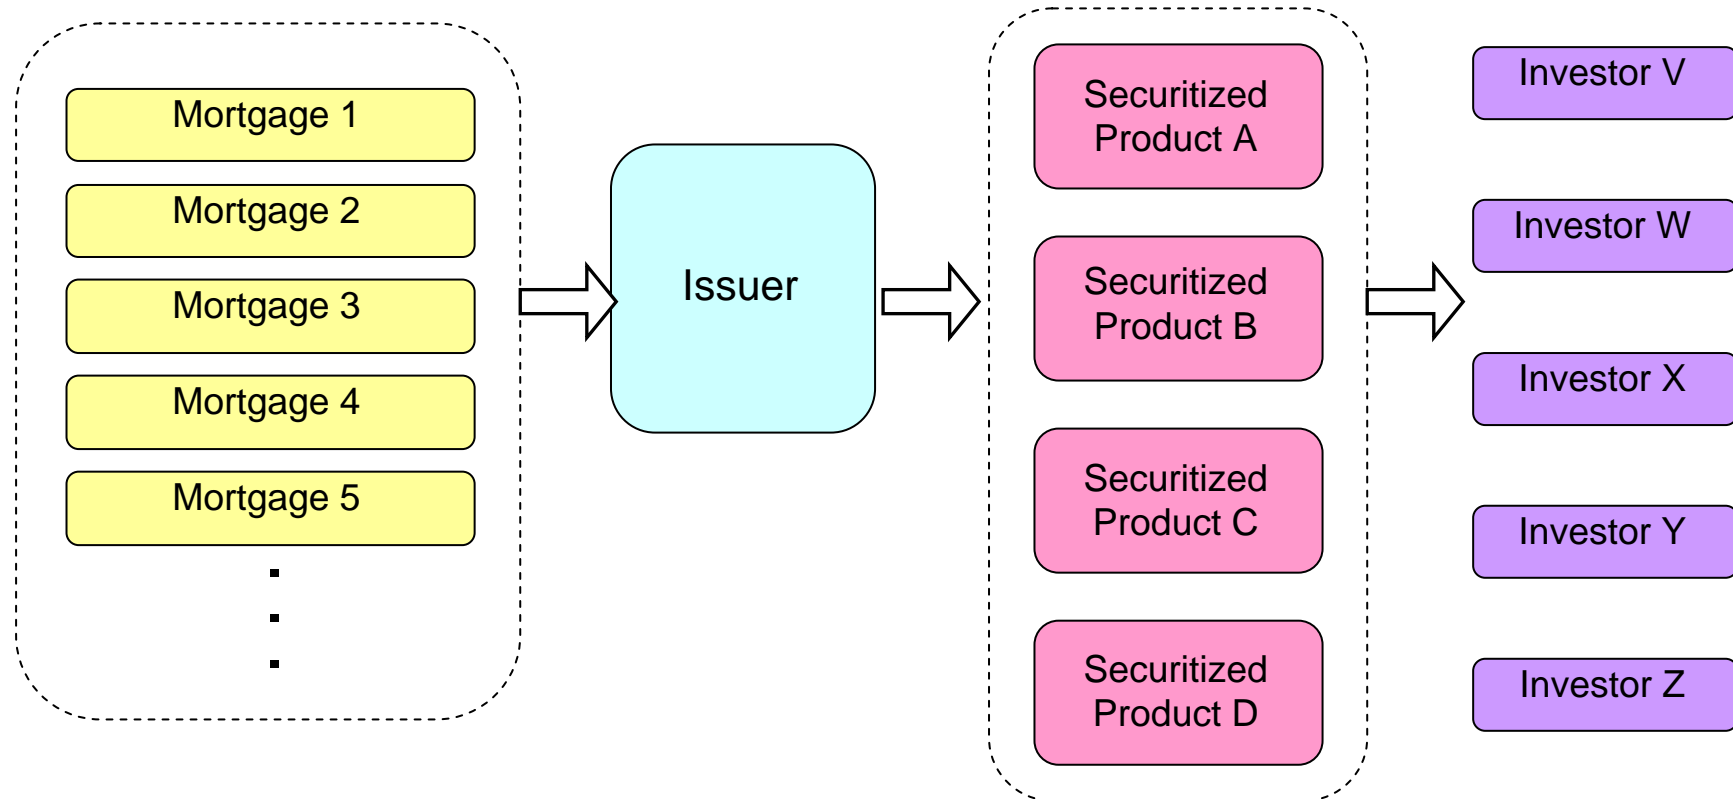 Mortgage 1
Mortgage 2
Mortgage 3
Mortgage 4
Mortgage 5
.
.
.
Issuer
Securitized
Product A
Securitized
Product B
Securitized
Product C
Securitized
Product D
Investor V
Investor W
Investor X
Investor Y
Investor Z